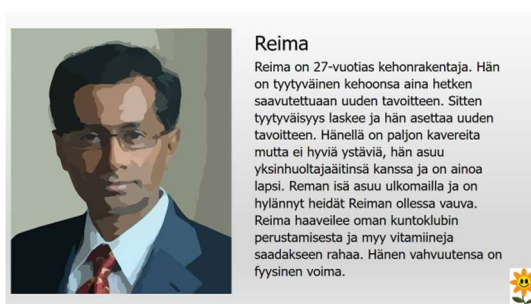 Reima
Reima on 27-vuotias kehonrakentaja. Hän
on tyytyväinen kehoonsa aina hetken
saavutettuaan uuden tavoitteen. Sitten
tyytyväisyys laskee ja hän asettaa uuden
tavoitteen. Hänellä on paljon kavereita
mutta ei hyviä ystäviä, hän asuu
yksinhuoltajaäitinsä kanssa ja on ainoa
lapsi. Reman isä asuu ulkomailla ja on
hylännyt heidät Reiman ollessa vauva.
Reima haaveilee oman kuntoklubin
perustamisesta ja myy vitamiineja
saadakseen rahaa. Hänen vahvuutensa on
fyysinen voima.